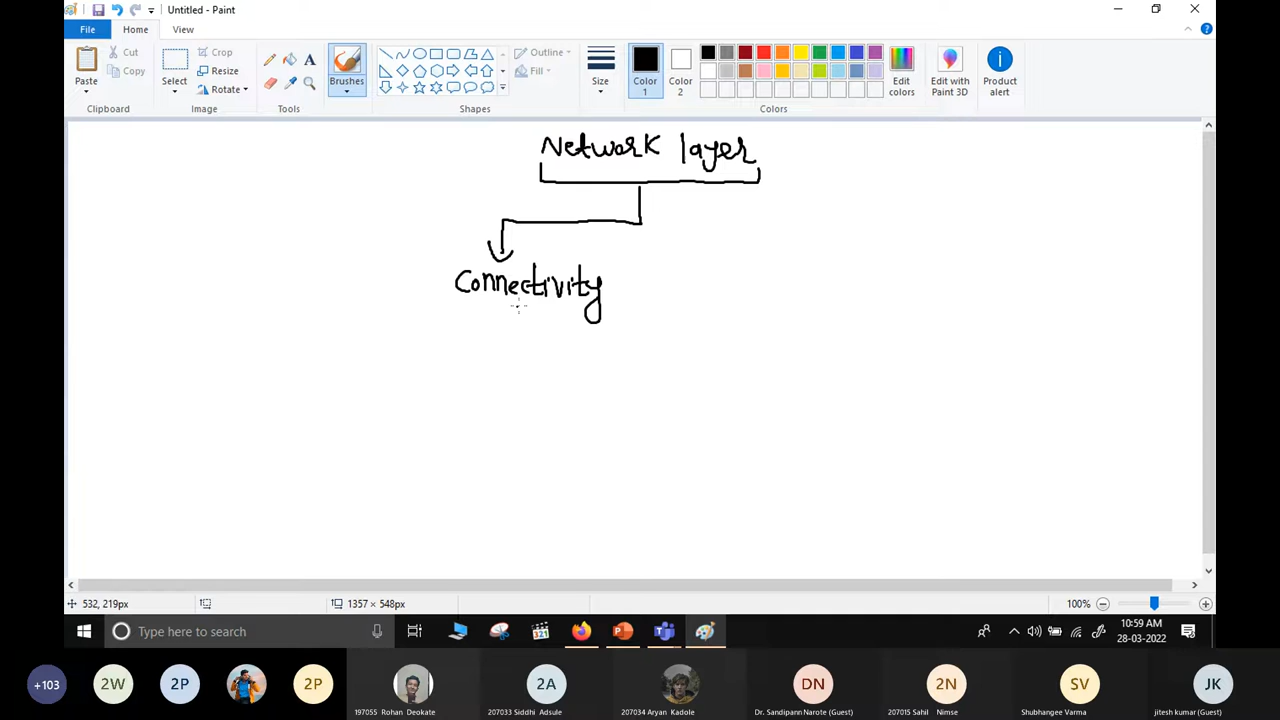 Untitled - Paint
File Home View
Paste
Cut
Copy
Clipboard
Select
Crop
Resize
Rotate
Image
A
Tools
Brushes
Outline
Fill
Shapes
Size
Color 1
Color 2
Edit colors
Colors
Edit with Paint 3D
Product alert
Network layer
Connectivity
532, 219px
1357 × 548px
100%
Type here to search
10:59 AM
28-03-2022
+103 2W 2P 2P 2A DN 2N SV JK
197055 Rohan Deokate
207033 Siddhi Adsule
207034 Aryan Kadole
Dr. Sandipann Narote (Guest)
207015 Sahil Nimse
Shubhangee Varma
jitesh kumar (Guest)